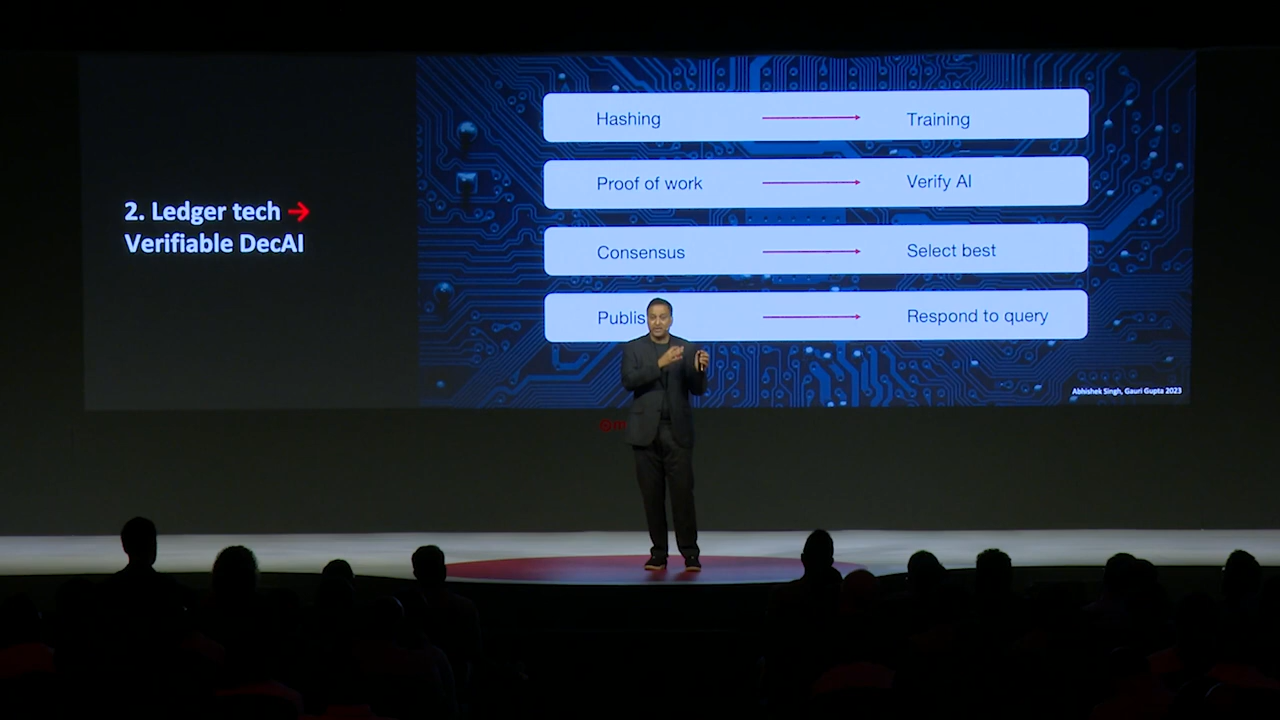 2. Ledger tech →
Verifiable DecAI
Hashing → Training
Proof of work → Verify AI
Consensus → Select best
Publis → Respond to query
Abhishek Singh, Gauri Gupta 2023